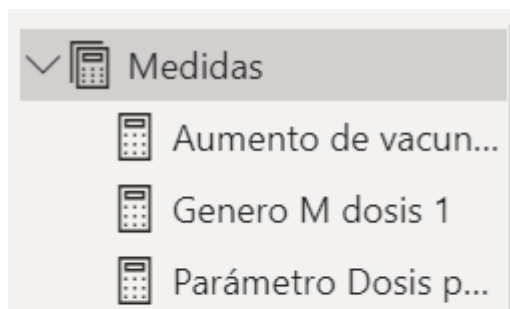 Medidas
Aumento de vacun...
Genero M dosis 1
Parámetro Dosis p...